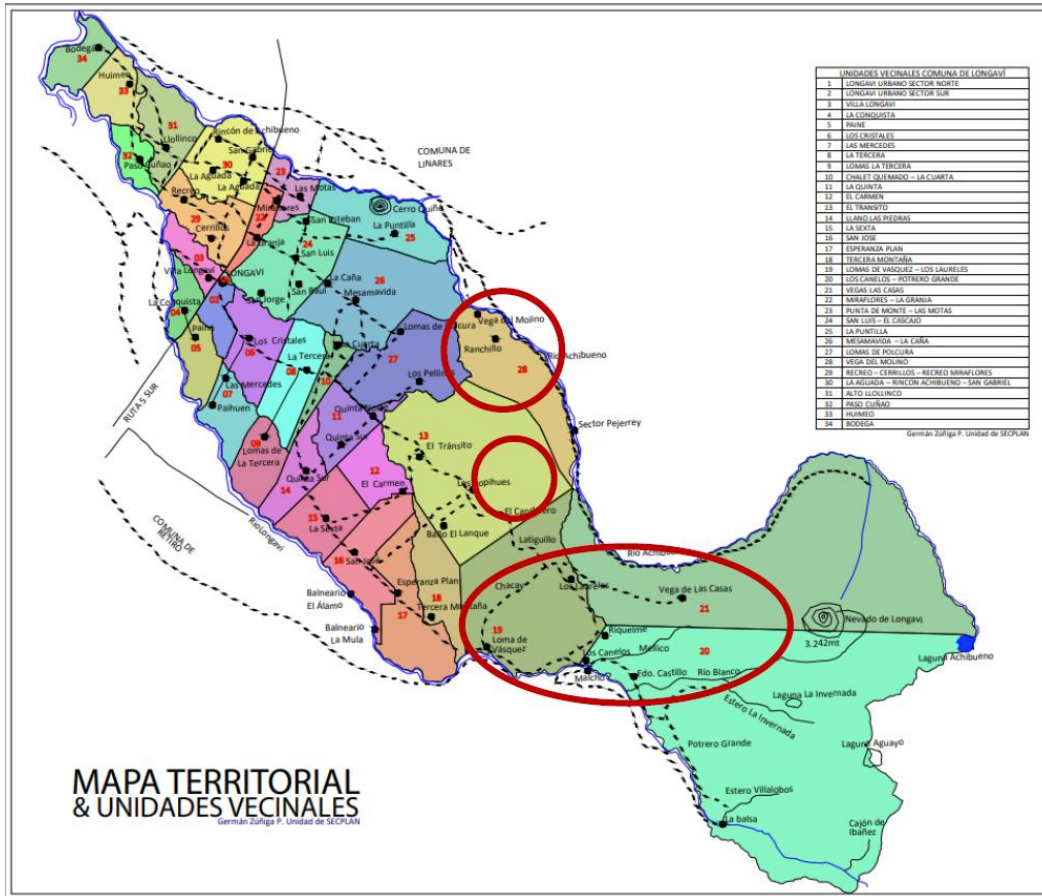 UNIDADES VECINALES COMUNA DE LONGAVÍ
1 LONGAVI URBANO SECTOR NORTE
2 LONGAVI URBANO SECTOR SUR
3 VILLA LONGAVI
4 LA CONQUISTA
5 PAINE
6 LOS CRISTALES
7 LAS MERCEDES
8 LA TERCERA
9 LOMAS LA TERCERA
10 CHALET QUEMADO – LA CUARTA
11 LA QUINTA
12 EL CARMEN
13 EL TRANSITO
14 LLANO LAS PIEDRAS
15 LA SEXTA
16 SAN JOSE
17 ESPERANZA PLAN
18 TERCERA MONTAÑA
19 LOMAS DE VASQUEZ – LOS LAURELES
20 LOS CANELOS – POTRERO GRANDE
21 VEGAS LAS CASAS
22 MIRAFLORES – LA GRANJA
23 PUNTA DE MONTE – LAS MOTAS
24 SAN LUIS – EL CASCAJO
25 LA PUNTILLA
26 MESAMAVIDA – LA CAÑA
27 LOMAS DE POLCURA
28 VEGA DEL MOLINO
29 RECREO – CERRILLOS – RECREO MIRAFLORES
30 LA AGUADA – RINCON ACHIBUENO – SAN GABRIEL
31 ALTO LLOLLINCO
32 PASO CUÑAO
33 HUIMEO
34 BODEGA
Germán Zúñiga P. Unidad de SECPLAN
Bodega
34
Huimeo
33
31
Llollinco
32
Paso Cuñao
Rincón de Achibueno
San Gabriel
30
La Aguada
La Aguada
COMUNA DE
LINARES
23
Las Motas
Recreo
Miraflores
29
Cerrillos
22
San Esteban
Cerro Quiñe
La Puntilla
25
La Granja
24
San Luis
03
Villa Longaví
LONGAVI
02
San Jorge
San Raul
La Caña
26
Mesamavida
La Conquista
04
Paine
05
Vega del Molino
Ranchillo
28
Río Achibueno
Los Cristales
06
La Tercera
08
La Cuarta
10
27
Los Pellines
Las Mercedes
07
Paihuen
RUTA 5 SUR
11
Quinta Norte
Quinta Sur
Sector Pejerrey
09
Lomas de
La Tercera
13
El Tránsito
Quinta Sur
14
12
El Carmen
15
La Sexta
Baño El Lanque
Latiguillo
COMUNA DE
RETIRO
Río Longaví
16
San José
Chacay
Los Laureles
Vega de Las Casas
21
Balneario
El Álamo
Esperanza Plan
17
18
Tercera Montaña
Balneario
La Mula
19
Loma de
Vásquez
Riquelme
Nevado de Longaví
3.242mt
Laguna Achibueno
Mellico
20
Los Canelos
Malcho
Fdo. Castillo
Río Blanco
Laguna La Invernada
Estero La Invernada
Potrero Grande
Laguna Aguayo
Estero Villalobos
La balsa
Cajón de
Ibañez
MAPA TERRITORIAL
& UNIDADES VECINALES
Germán Zúñiga P. Unidad de SECPLAN